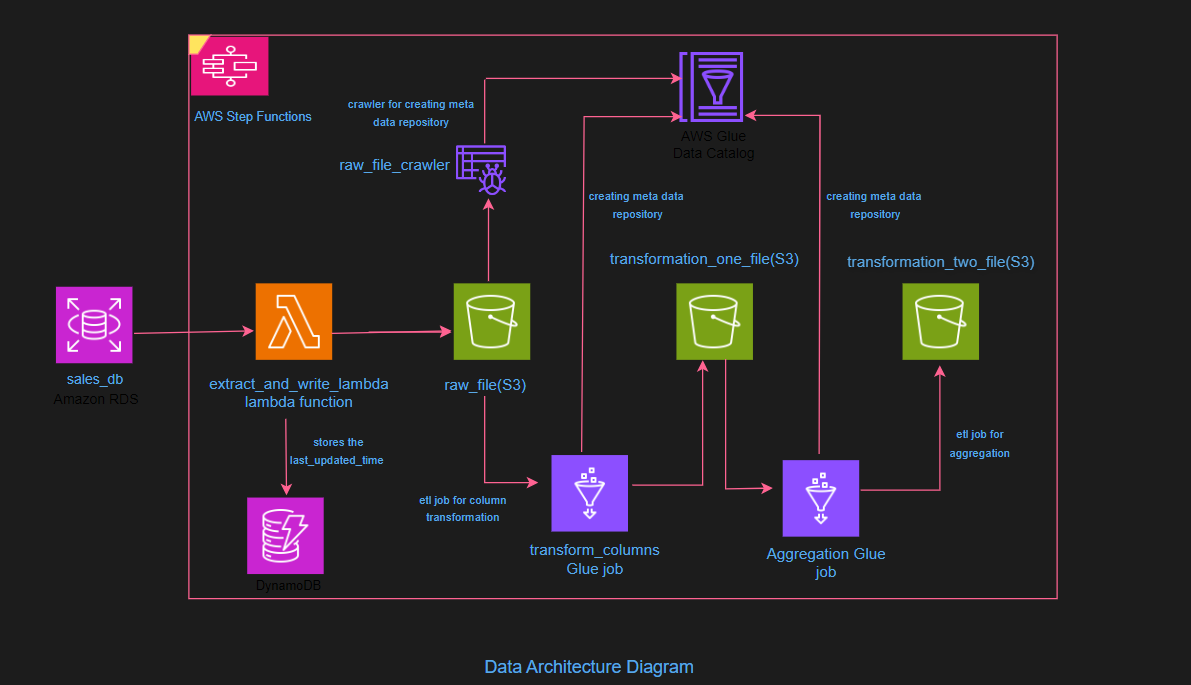 AWS Step Functions
crawler for creating meta
data repository
raw_file_crawler
AWS Glue
Data Catalog
creating meta data
repository
creating meta data
repository
transformation_one_file(S3)
transformation_two_file(S3)
sales_db
Amazon RDS
extract_and_write_lambda
lambda function
raw_file(S3)
stores the
last_updated_time
etl job for column
transformation
etl job for
aggregation
transform_columns
Glue job
Aggregation Glue
job
DynamoDB
Data Architecture Diagram